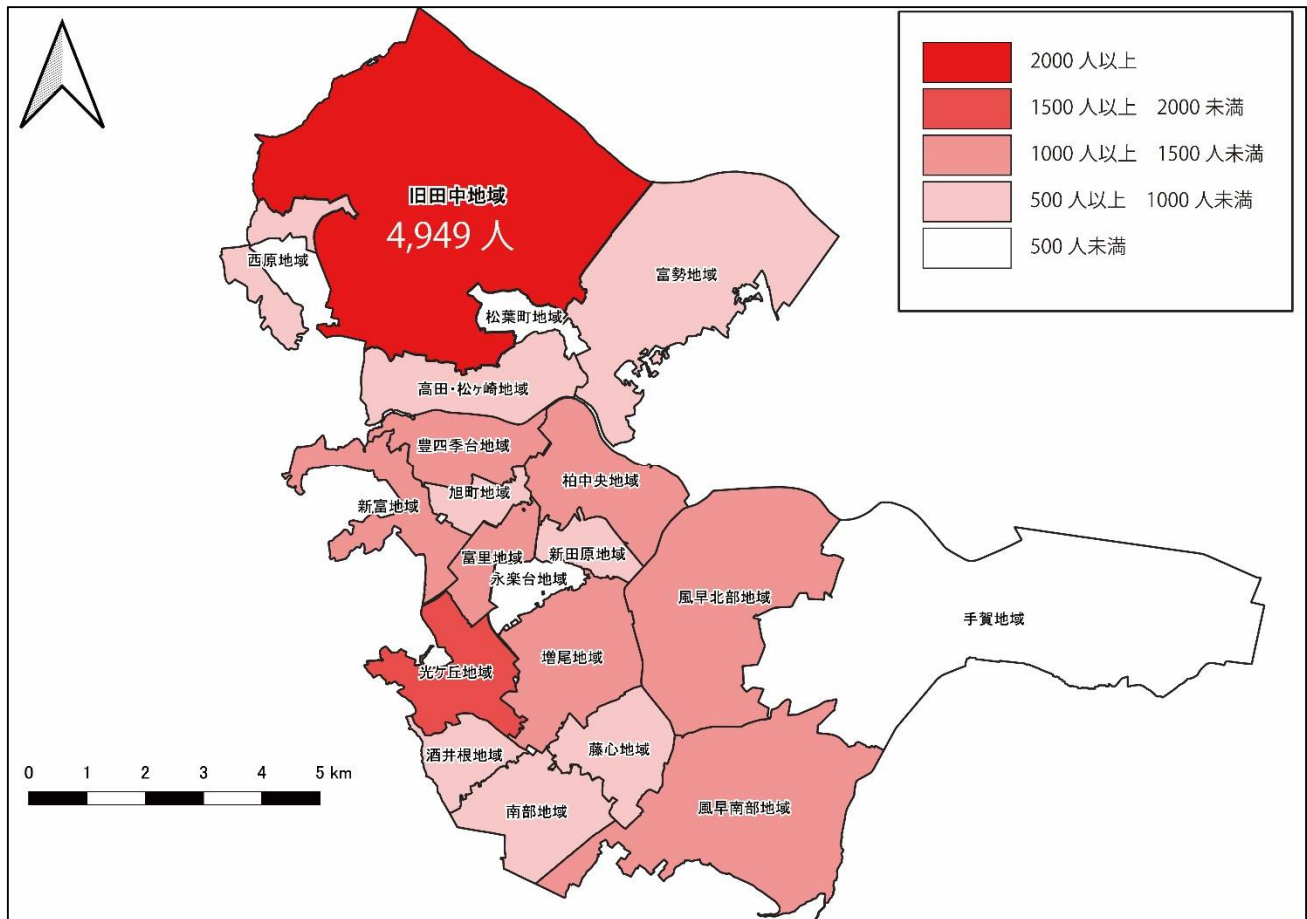 2000 人以上
1500 人以上　2000 未満
1000 人以上　1500 人未満
500 人以上　1000 人未満
500 人未満
旧田中地域
4,949 人
富勢地域
西原地域
松葉町地域
高田・松ヶ崎地域
豊四季台地域
柏中央地域
旭町地域
新富地域
富里地域
新田原地域
永楽台地域
風早北部地域
手賀地域
増尾地域
光ケ丘地域
酒井根地域
藤心地域
南部地域
風早南部地域
0 1 2 3 4 5 km